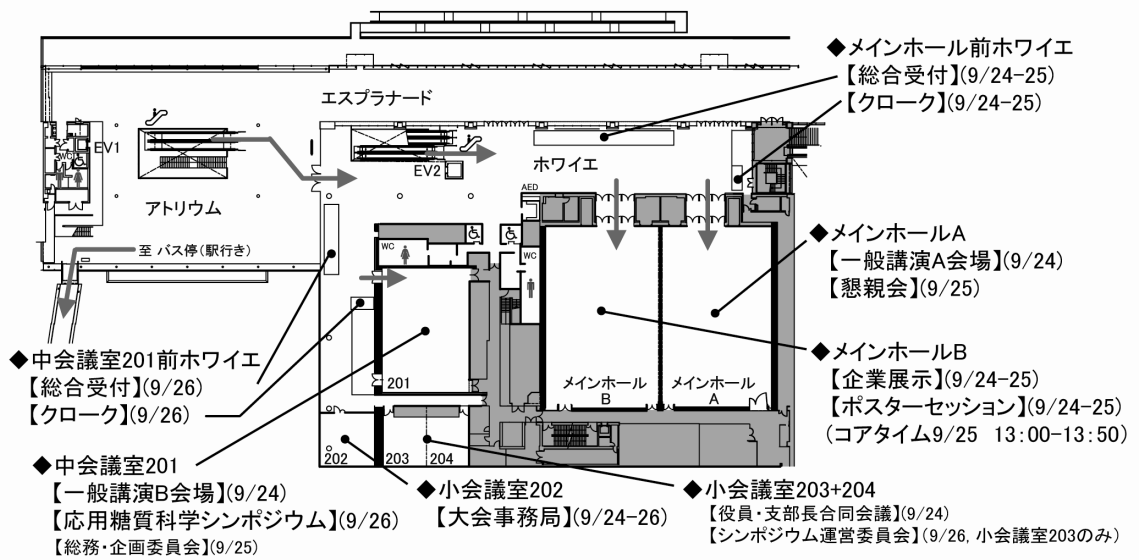 ◆メインホール前ホワイエ
【総合受付】(9/24-25)
【クローク】(9/24-25)
エスプラナード
EV1
WC
EV2
ホワイエ
AED
アトリウム
至 バス停(駅行き)
WC
WC
◆メインホールA
【一般講演A会場】(9/24)
【懇親会】(9/25)
◆中会議室201前ホワイエ
【総合受付】(9/26)
【クローク】(9/26)
201
メインホール
B
メインホール
A
◆メインホールB
【企業展示】(9/24-25)
【ポスターセッション】(9/24-25)
(コアタイム9/25 13:00-13:50)
202
203
204
◆中会議室201
【一般講演B会場】(9/24)
【応用糖質科学シンポジウム】(9/26)
【総務・企画委員会】(9/25)
◆小会議室202
【大会事務局】(9/24-26)
◆小会議室203+204
【役員・支部長合同会議】(9/24)
【シンポジウム運営委員会】(9/26, 小会議室203のみ)